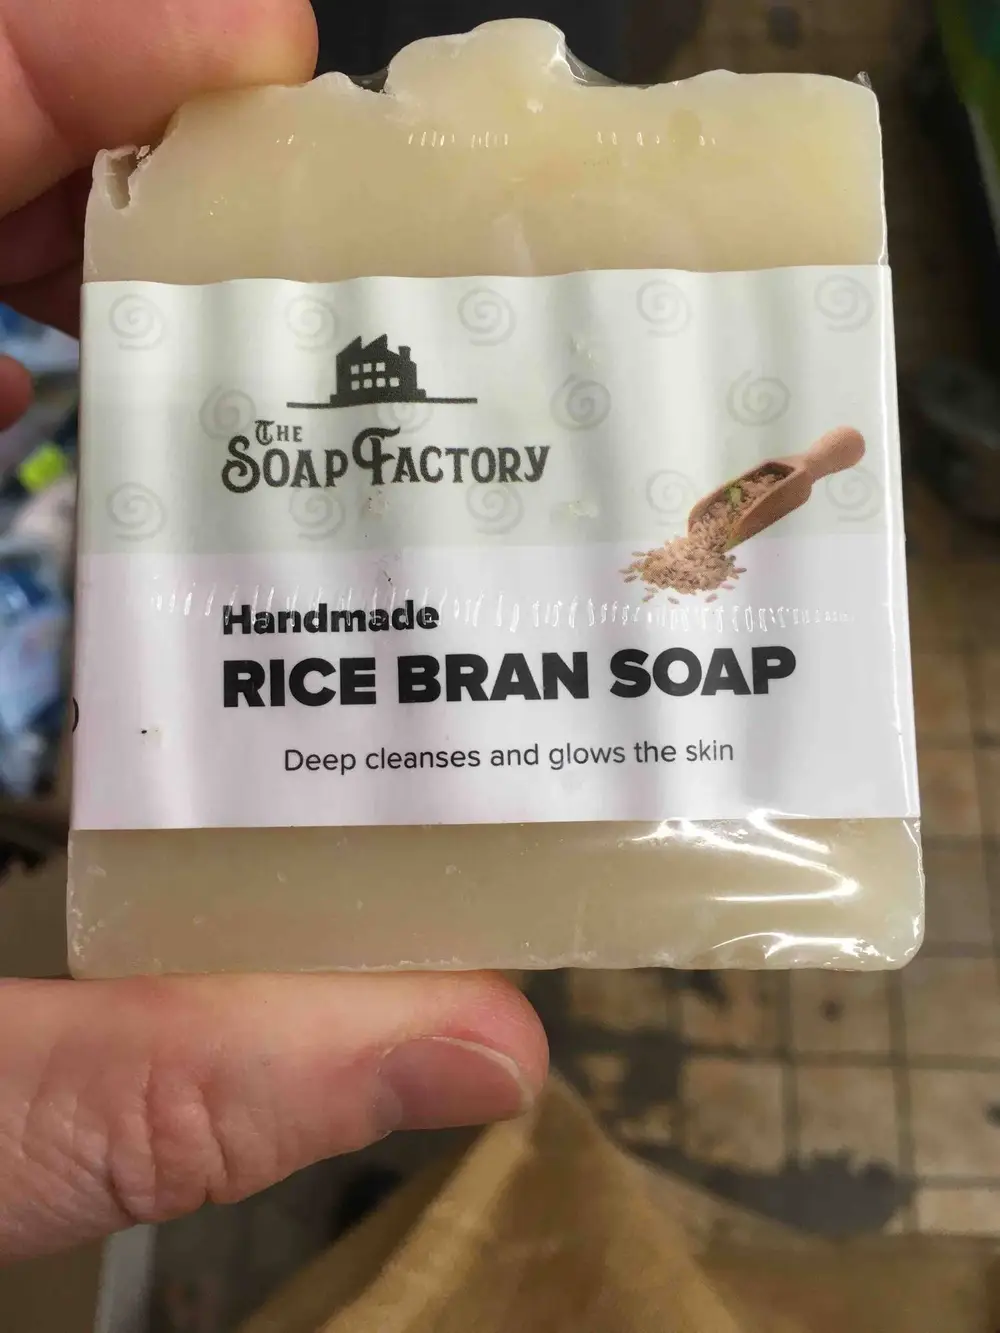 THE
SOAP FACTORY
Handmade
RICE BRAN SOAP
Deep cleanses and glows the skin